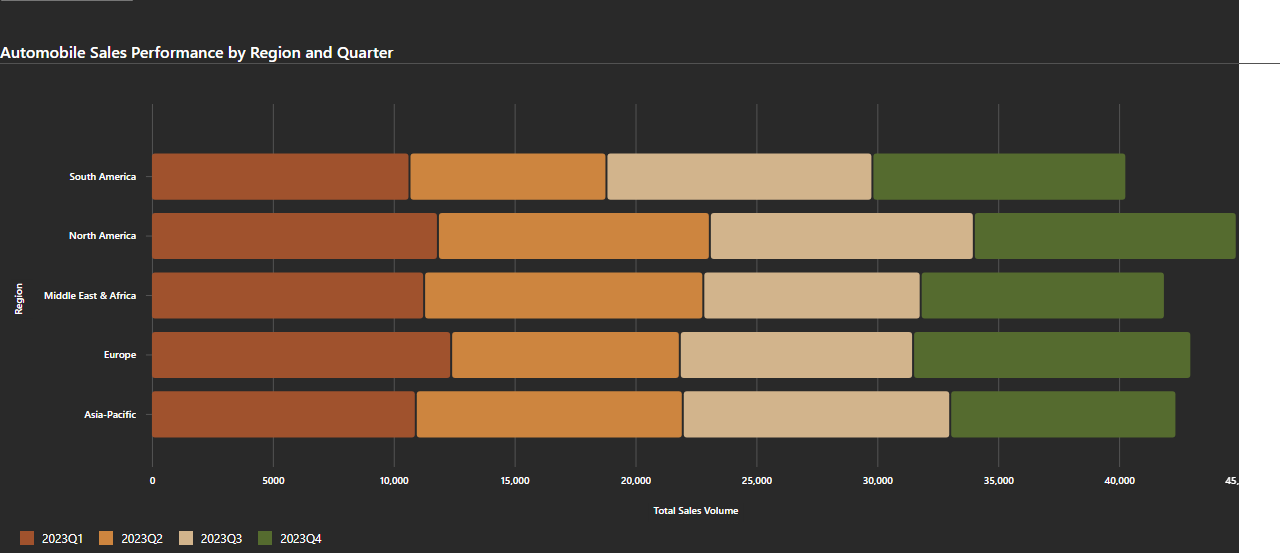 Automobile Sales Performance by Region and Quarter
South America
North America
Middle East & Africa
Europe
Asia-Pacific
Region
0 5000 10,000 15,000 20,000 25,000 30,000 35,000 40,000 45,
Total Sales Volume
2023Q1 2023Q2 2023Q3 2023Q4